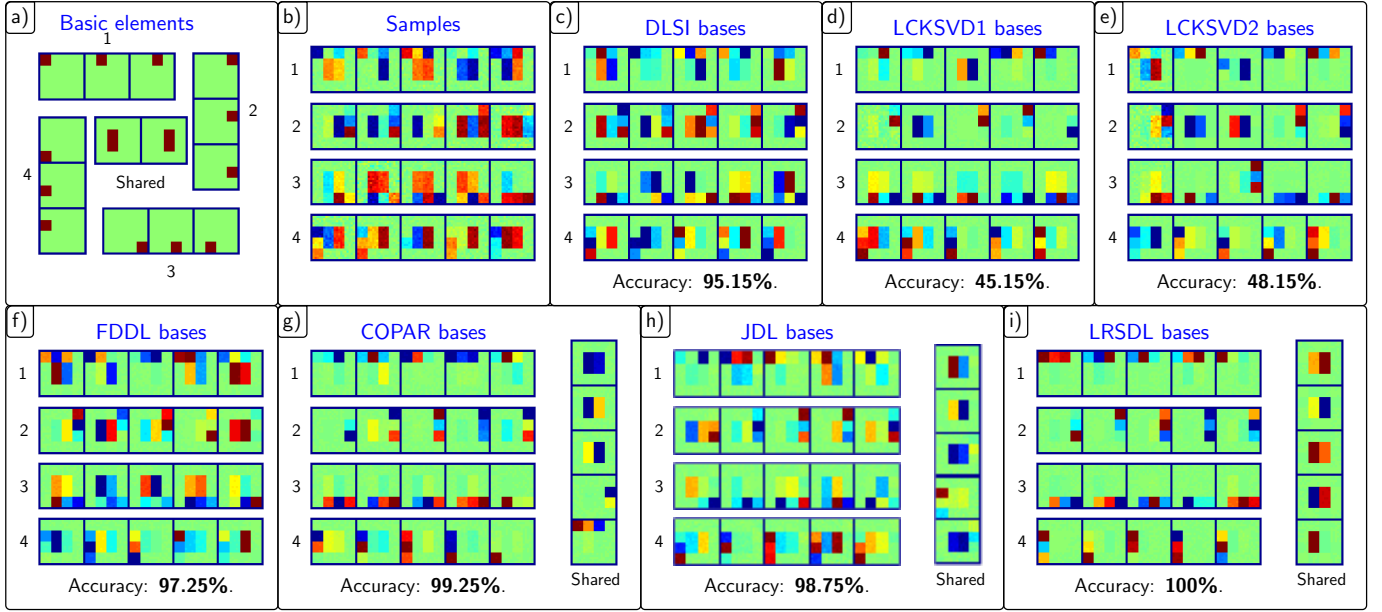 a)
Basic elements
1
2
4
Shared
3
b)
Samples
1
2
3
4
c)
DLSI bases
1
2
3
4
Accuracy: 95.15%.
d)
LCKSVD1 bases
1
2
3
4
Accuracy: 45.15%.
e)
LCKSVD2 bases
1
2
3
4
Accuracy: 48.15%.
f)
FDDL bases
1
2
3
4
Accuracy: 97.25%.
g)
COPAR bases
1
2
3
4
Shared
Accuracy: 99.25%.
h)
JDL bases
1
2
3
4
Shared
Accuracy: 98.75%.
i)
LRSDL bases
1
2
3
4
Shared
Accuracy: 100%.